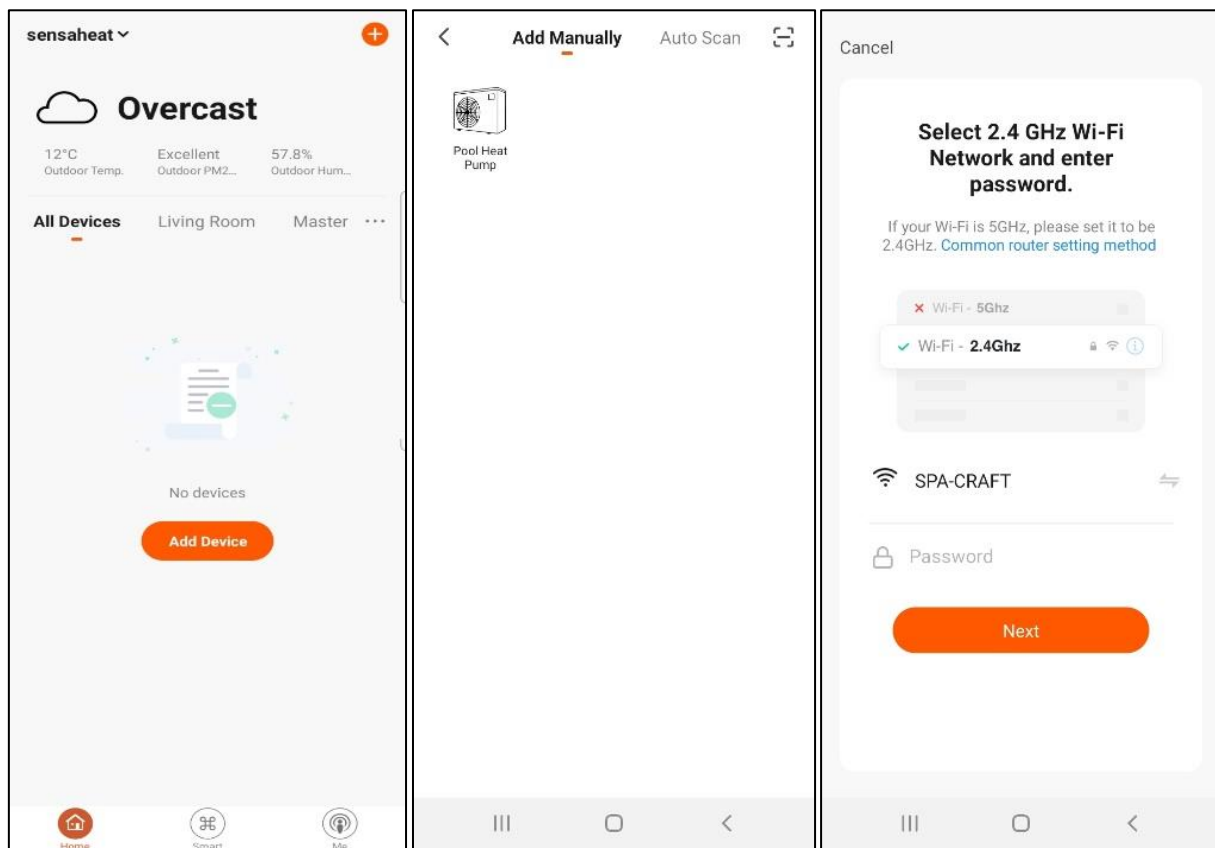 sensaheat
Overcast
12°C Excellent 57.8%
Outdoor Temp. Outdoor PM2... Outdoor Hum...
All Devices Living Room Master ...
No devices
Add Device
Home Smart Me
Add Manually Auto Scan
Pool Heat
Pump
Cancel
Select 2.4 GHz Wi-Fi
Network and enter
password.
If your Wi-Fi is 5GHz, please set it to be
2.4GHz. Common router setting method
Wi-Fi - 5Ghz
Wi-Fi - 2.4Ghz
SPA-CRAFT
Password
Next